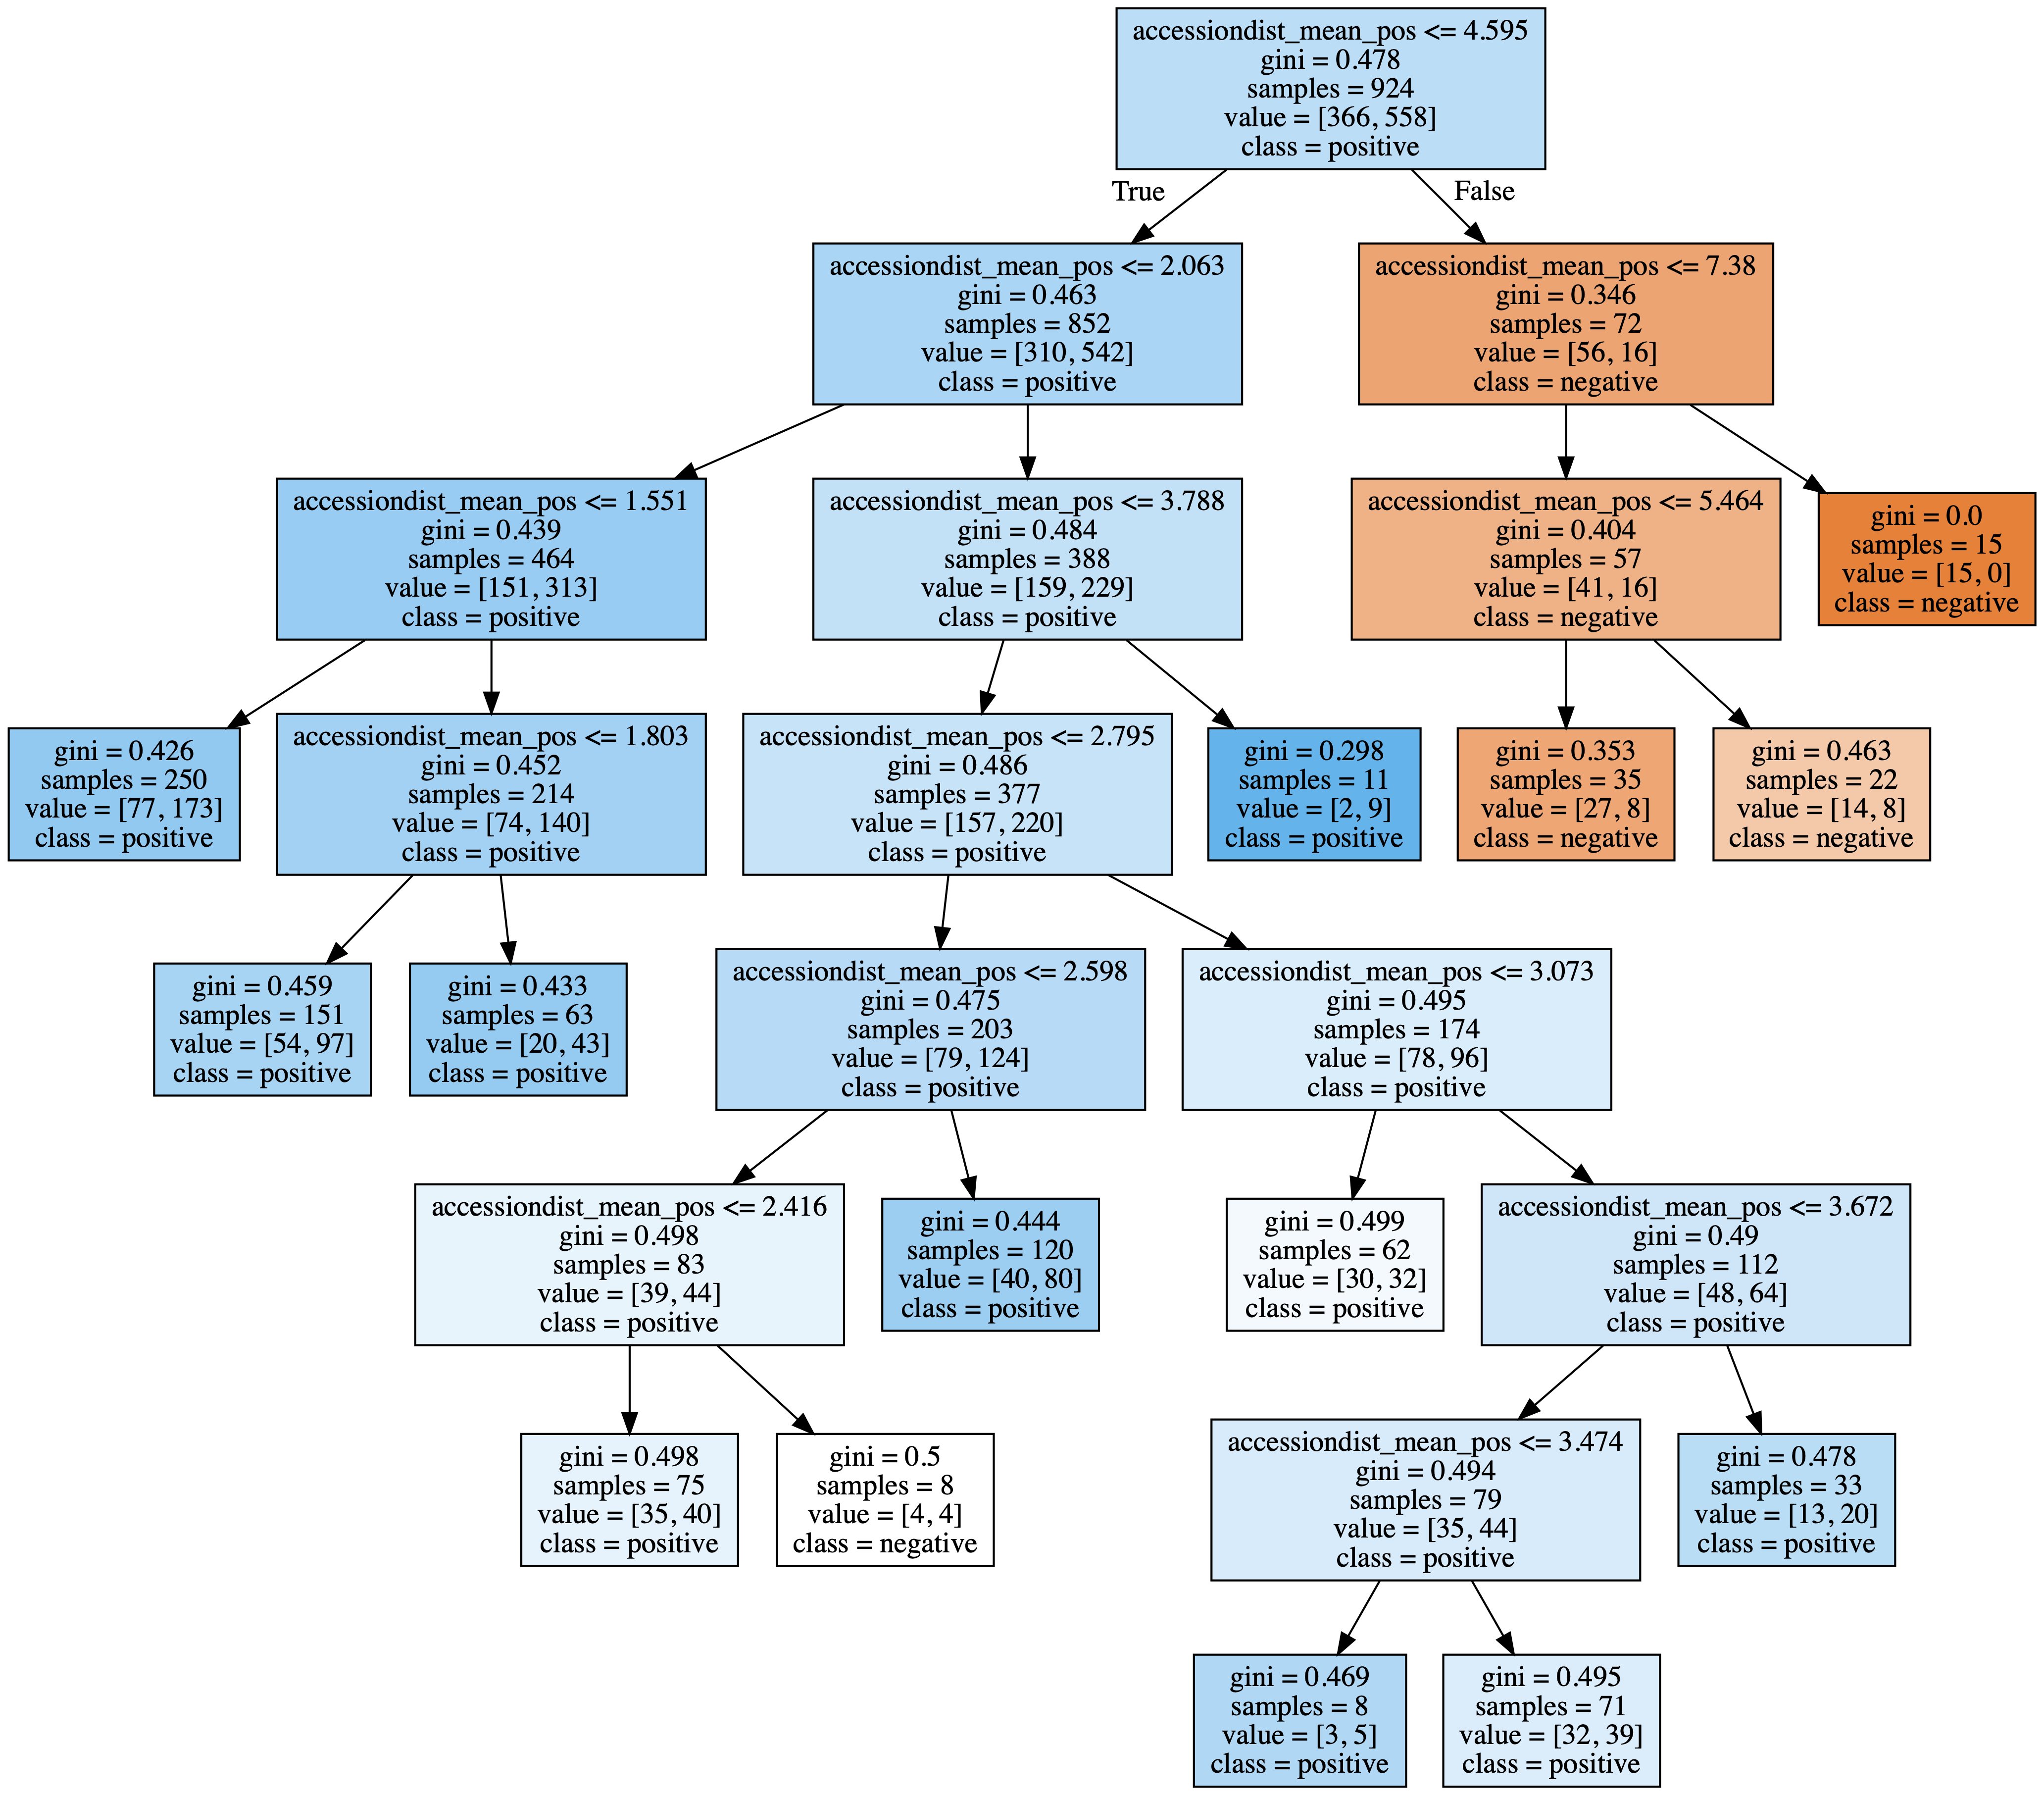 accessiondist_mean_pos <= 4.595
gini = 0.478
samples = 924
value = [366, 558]
class = positive
True
False
accessiondist_mean_pos <= 2.063
gini = 0.463
samples = 852
value = [310, 542]
class = positive
accessiondist_mean_pos <= 7.38
gini = 0.346
samples = 72
value = [56, 16]
class = negative
accessiondist_mean_pos <= 1.551
gini = 0.439
samples = 464
value = [151, 313]
class = positive
accessiondist_mean_pos <= 3.788
gini = 0.484
samples = 388
value = [159, 229]
class = positive
accessiondist_mean_pos <= 5.464
gini = 0.404
samples = 57
value = [41, 16]
class = negative
gini = 0.0
samples = 15
value = [15, 0]
class = negative
gini = 0.426
samples = 250
value = [77, 173]
class = positive
accessiondist_mean_pos <= 1.803
gini = 0.452
samples = 214
value = [74, 140]
class = positive
accessiondist_mean_pos <= 2.795
gini = 0.486
samples = 377
value = [157, 220]
class = positive
gini = 0.298
samples = 11
value = [2, 9]
class = positive
gini = 0.353
samples = 35
value = [27, 8]
class = negative
gini = 0.463
samples = 22
value = [14, 8]
class = negative
gini = 0.459
samples = 151
value = [54, 97]
class = positive
gini = 0.433
samples = 63
value = [20, 43]
class = positive
accessiondist_mean_pos <= 2.598
gini = 0.475
samples = 203
value = [79, 124]
class = positive
accessiondist_mean_pos <= 3.073
gini = 0.495
samples = 174
value = [78, 96]
class = positive
accessiondist_mean_pos <= 2.416
gini = 0.498
samples = 83
value = [39, 44]
class = positive
gini = 0.444
samples = 120
value = [40, 80]
class = positive
gini = 0.499
samples = 62
value = [30, 32]
class = positive
accessiondist_mean_pos <= 3.672
gini = 0.49
samples = 112
value = [48, 64]
class = positive
gini = 0.498
samples = 75
value = [35, 40]
class = positive
gini = 0.5
samples = 8
value = [4, 4]
class = negative
accessiondist_mean_pos <= 3.474
gini = 0.494
samples = 79
value = [35, 44]
class = positive
gini = 0.478
samples = 33
value = [13, 20]
class = positive
gini = 0.469
samples = 8
value = [3, 5]
class = positive
gini = 0.495
samples = 71
value = [32, 39]
class = positive